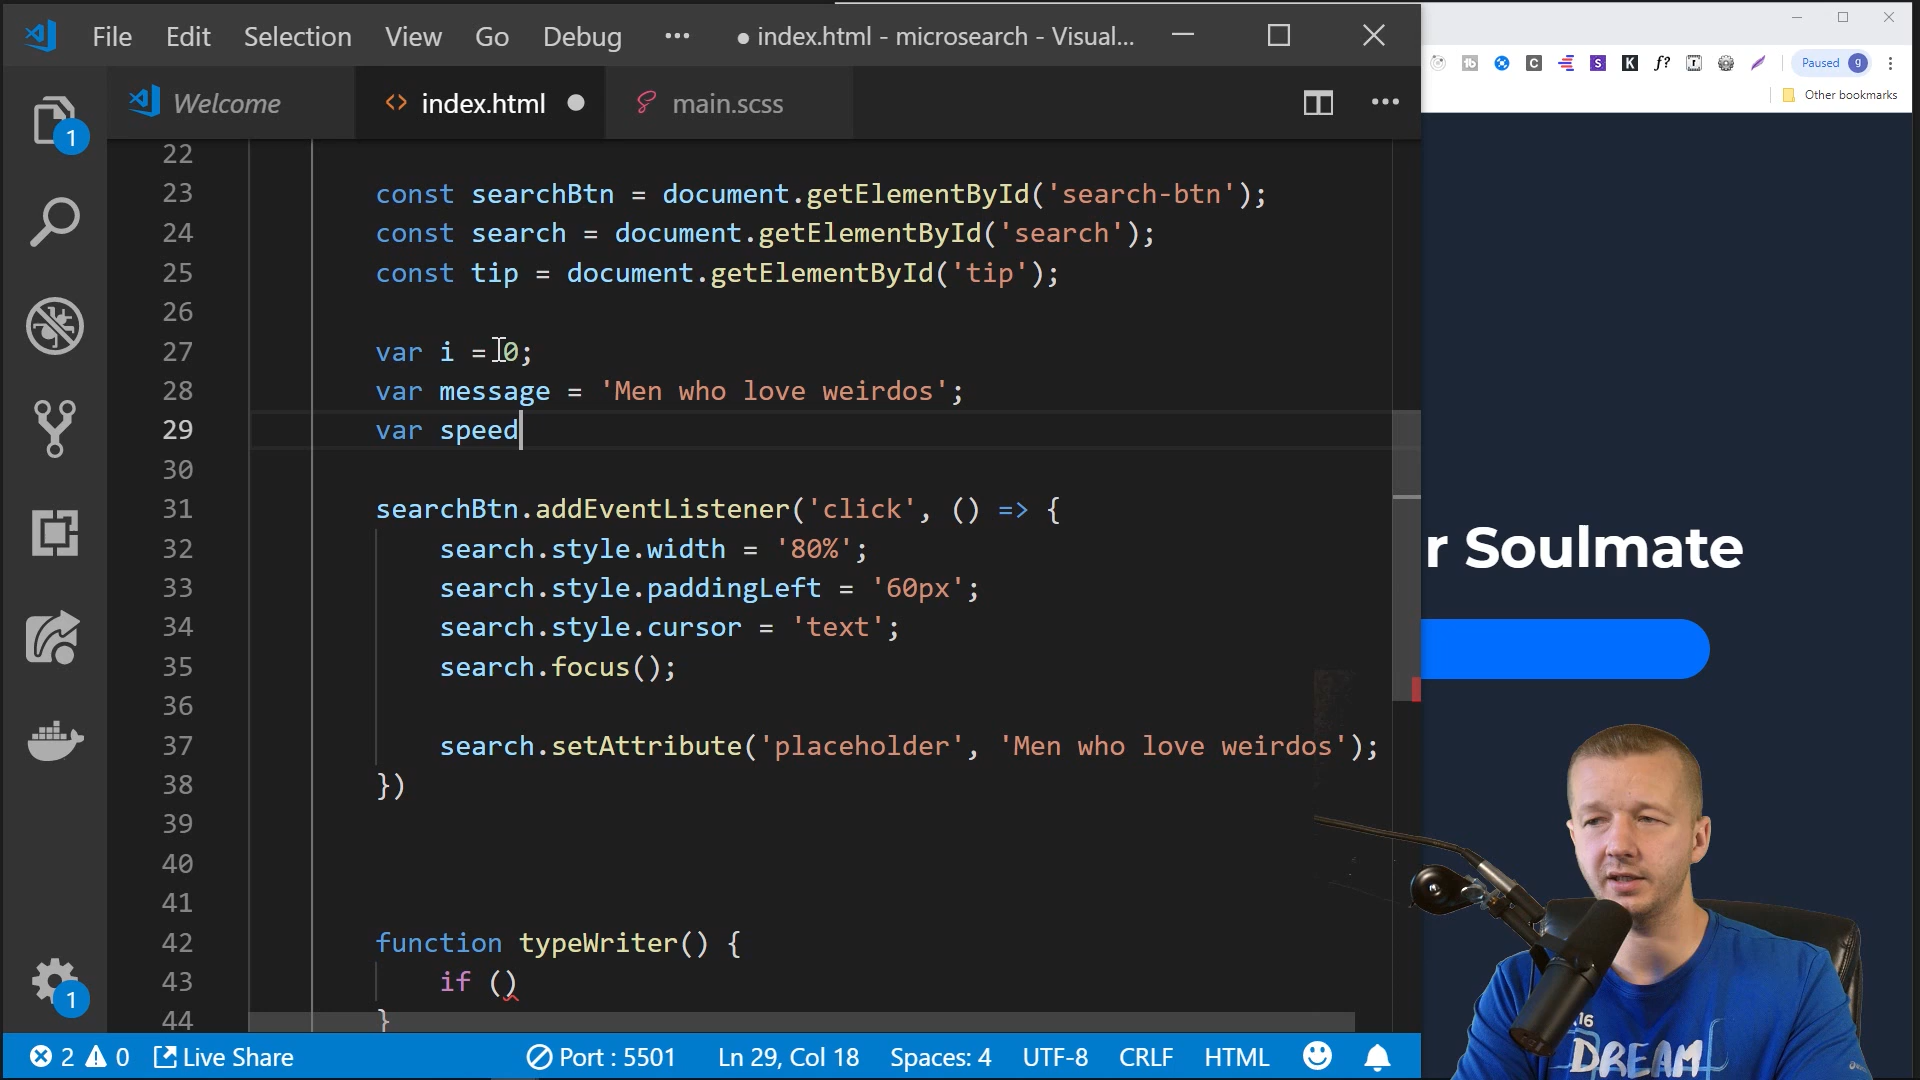 File Edit Selection View Go Debug ••• ● index.html - microsearch - Visual...
Welcome index.html main.scss
Paused g
Other bookmarks
1
22
23 const searchBtn = document.getElementById('search-btn');
24 const search = document.getElementById('search');
25 const tip = document.getElementById('tip');
26
27 var i = 0;
28 var message = 'Men who love weirdos';
29 var speed
30
31 searchBtn.addEventListener('click', () => {
32 search.style.width = '80%';
33 search.style.paddingLeft = '60px';
34 search.style.cursor = 'text';
35 search.focus();
36
37 search.setAttribute('placeholder', 'Men who love weirdos');
38 })
39
40
41
42 function typeWriter() {
43 if ()
44 }
1
r Soulmate
16
DREAM
2 0 Live Share Port : 5501 Ln 29, Col 18 Spaces: 4 UTF-8 CRLF HTML